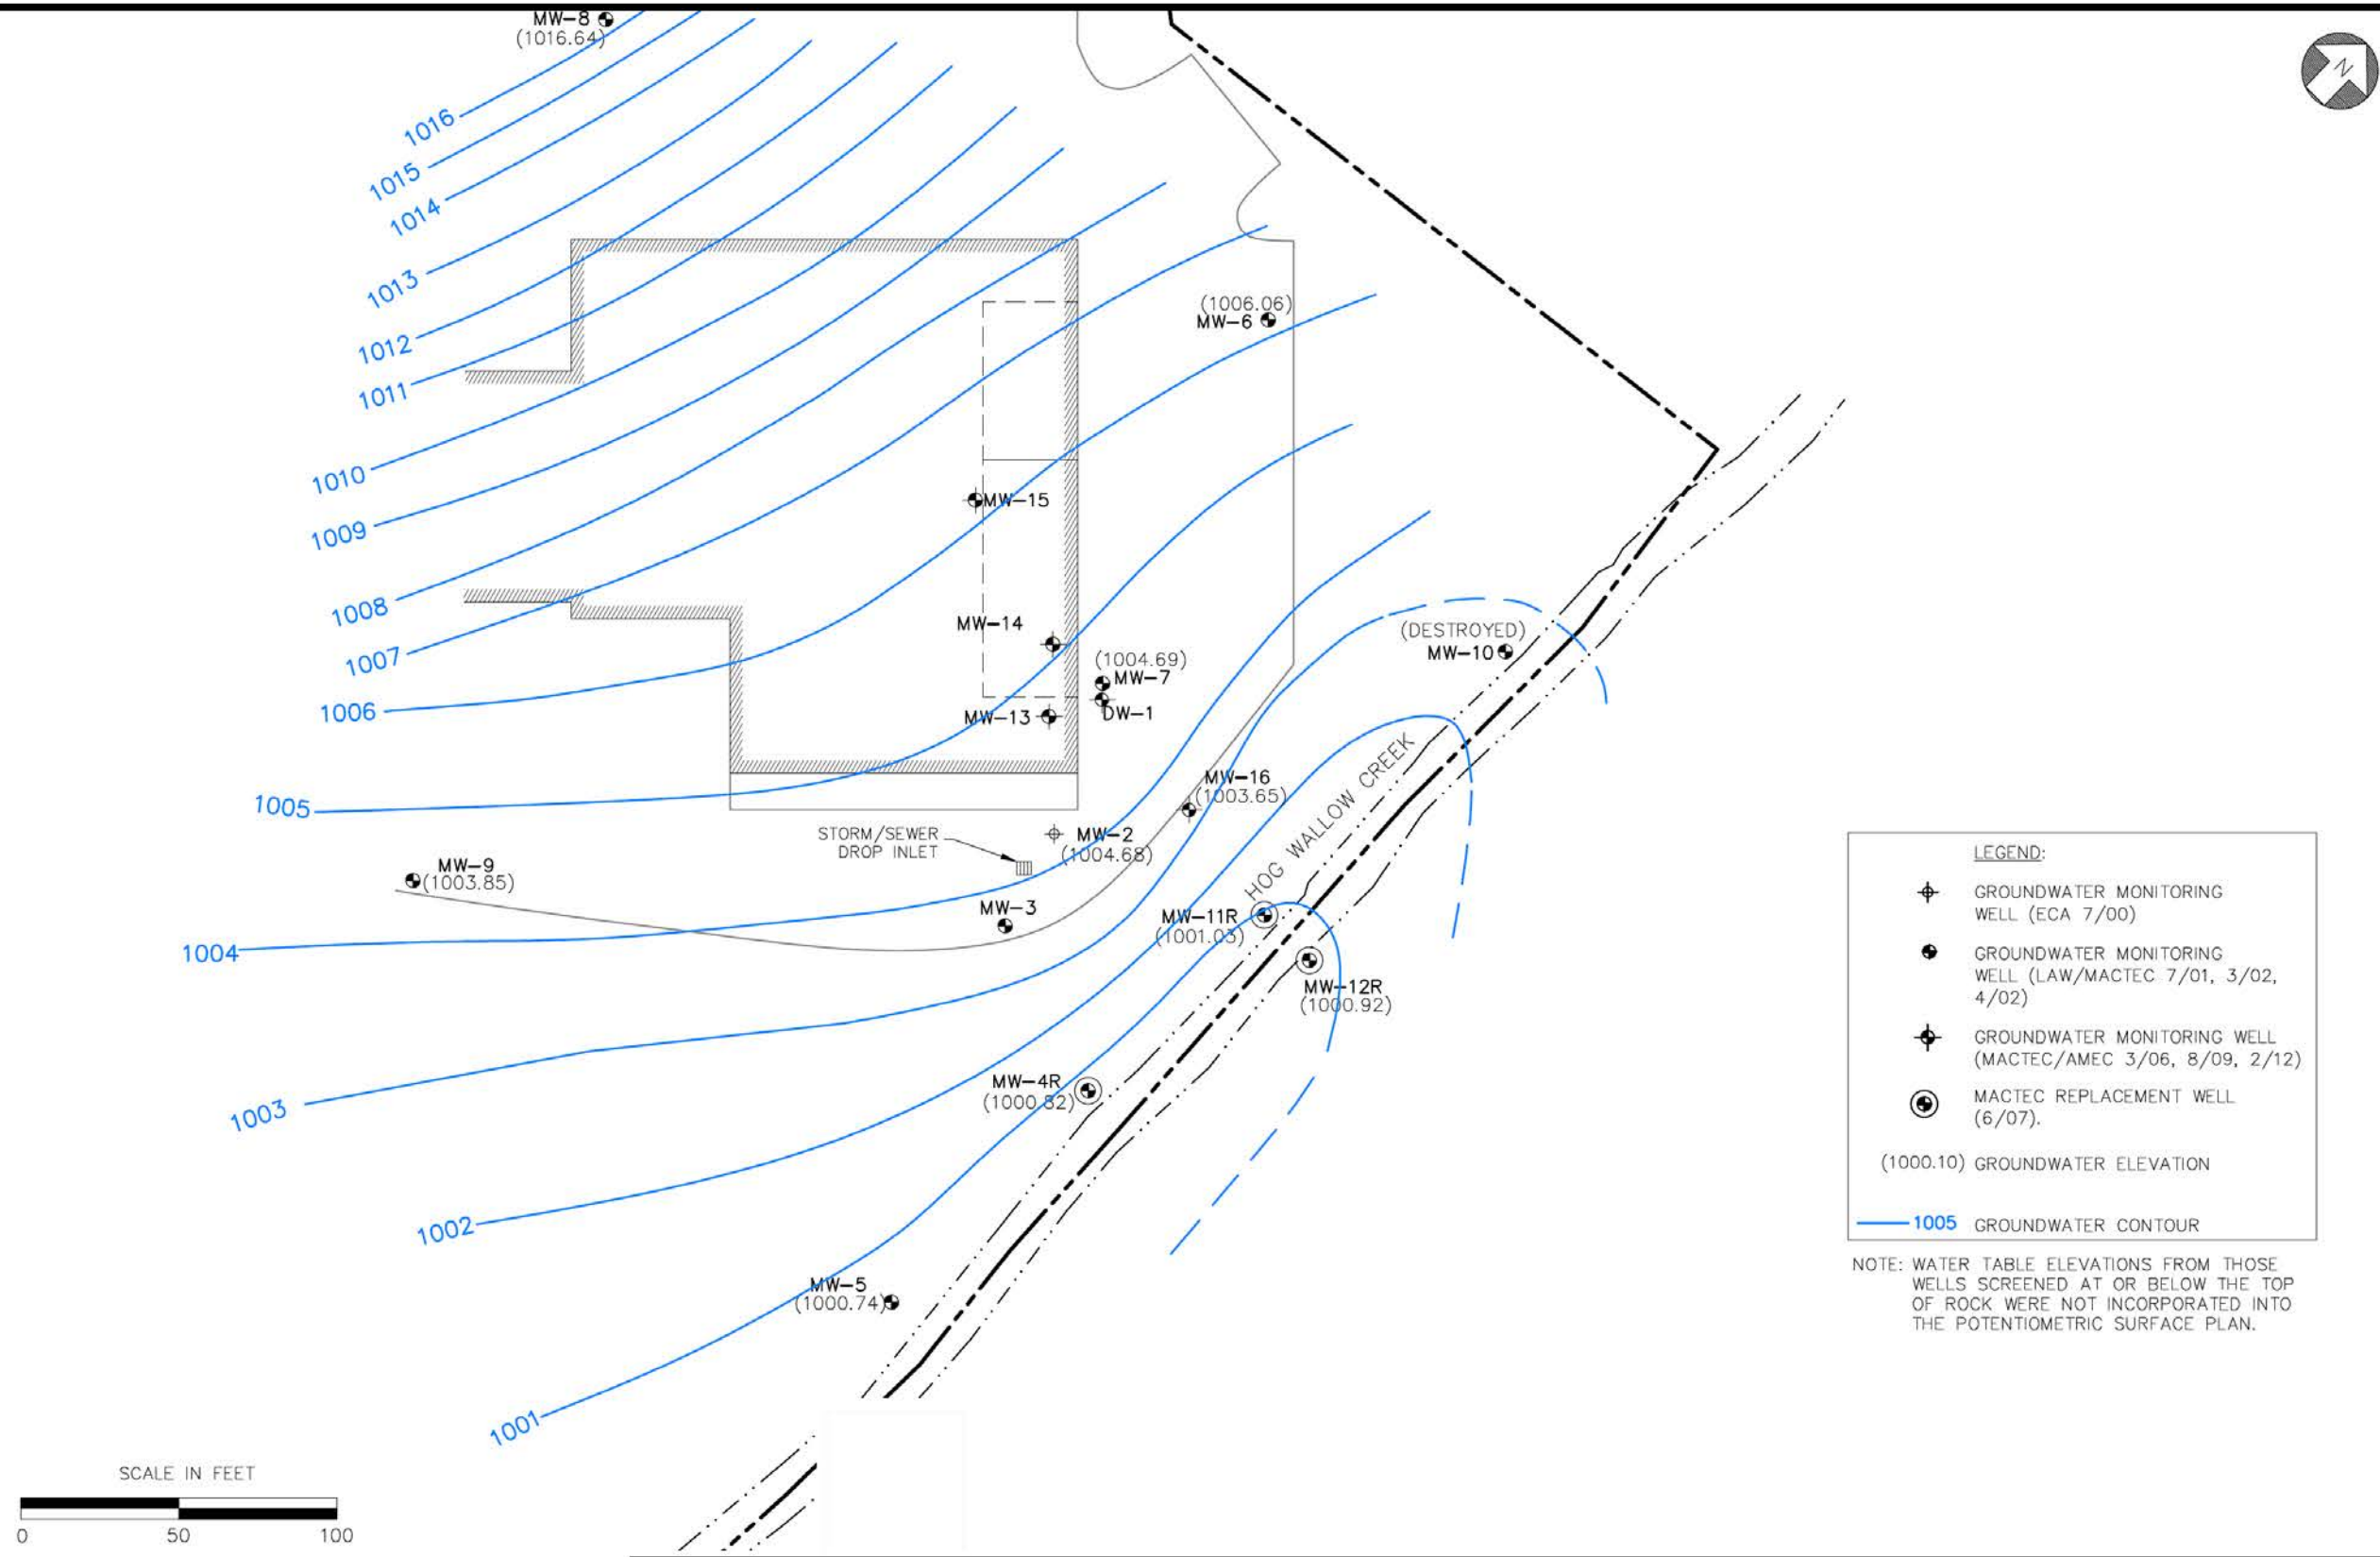 MW-8
(1016.64)
N
1016
1015
1014
1013
1012
1011
1010
1009
1008
1007
1006
1005
1004
1003
1002
1001
(1006.06)
MW-6
MW-15
MW-14
(1004.69)
MW-7
DW-1
MW-13
(DESTROYED)
MW-10
MW-16
(1003.65)
HOG WALLOW CREEK
STORM/SEWER
DROP INLET
MW-2
(1004.68)
MW-9
(1003.85)
MW-3
MW-11R
(1001.03)
MW-12R
(1000.92)
MW-4R
(1000.82)
MW-5
(1000.74)
LEGEND:
GROUNDWATER MONITORING
WELL (ECA 7/00)
GROUNDWATER MONITORING
WELL (LAW/MACTEC 7/01, 3/02,
4/02)
GROUNDWATER MONITORING WELL
(MACTEC/AMEC 3/06, 8/09, 2/12)
MACTEC REPLACEMENT WELL
(6/07).
(1000.10) GROUNDWATER ELEVATION
1005 GROUNDWATER CONTOUR
NOTE: WATER TABLE ELEVATIONS FROM THOSE
WELLS SCREENED AT OR BELOW THE TOP
OF ROCK WERE NOT INCORPORATED INTO
THE POTENTIOMETRIC SURFACE PLAN.
SCALE IN FEET
0 50 100